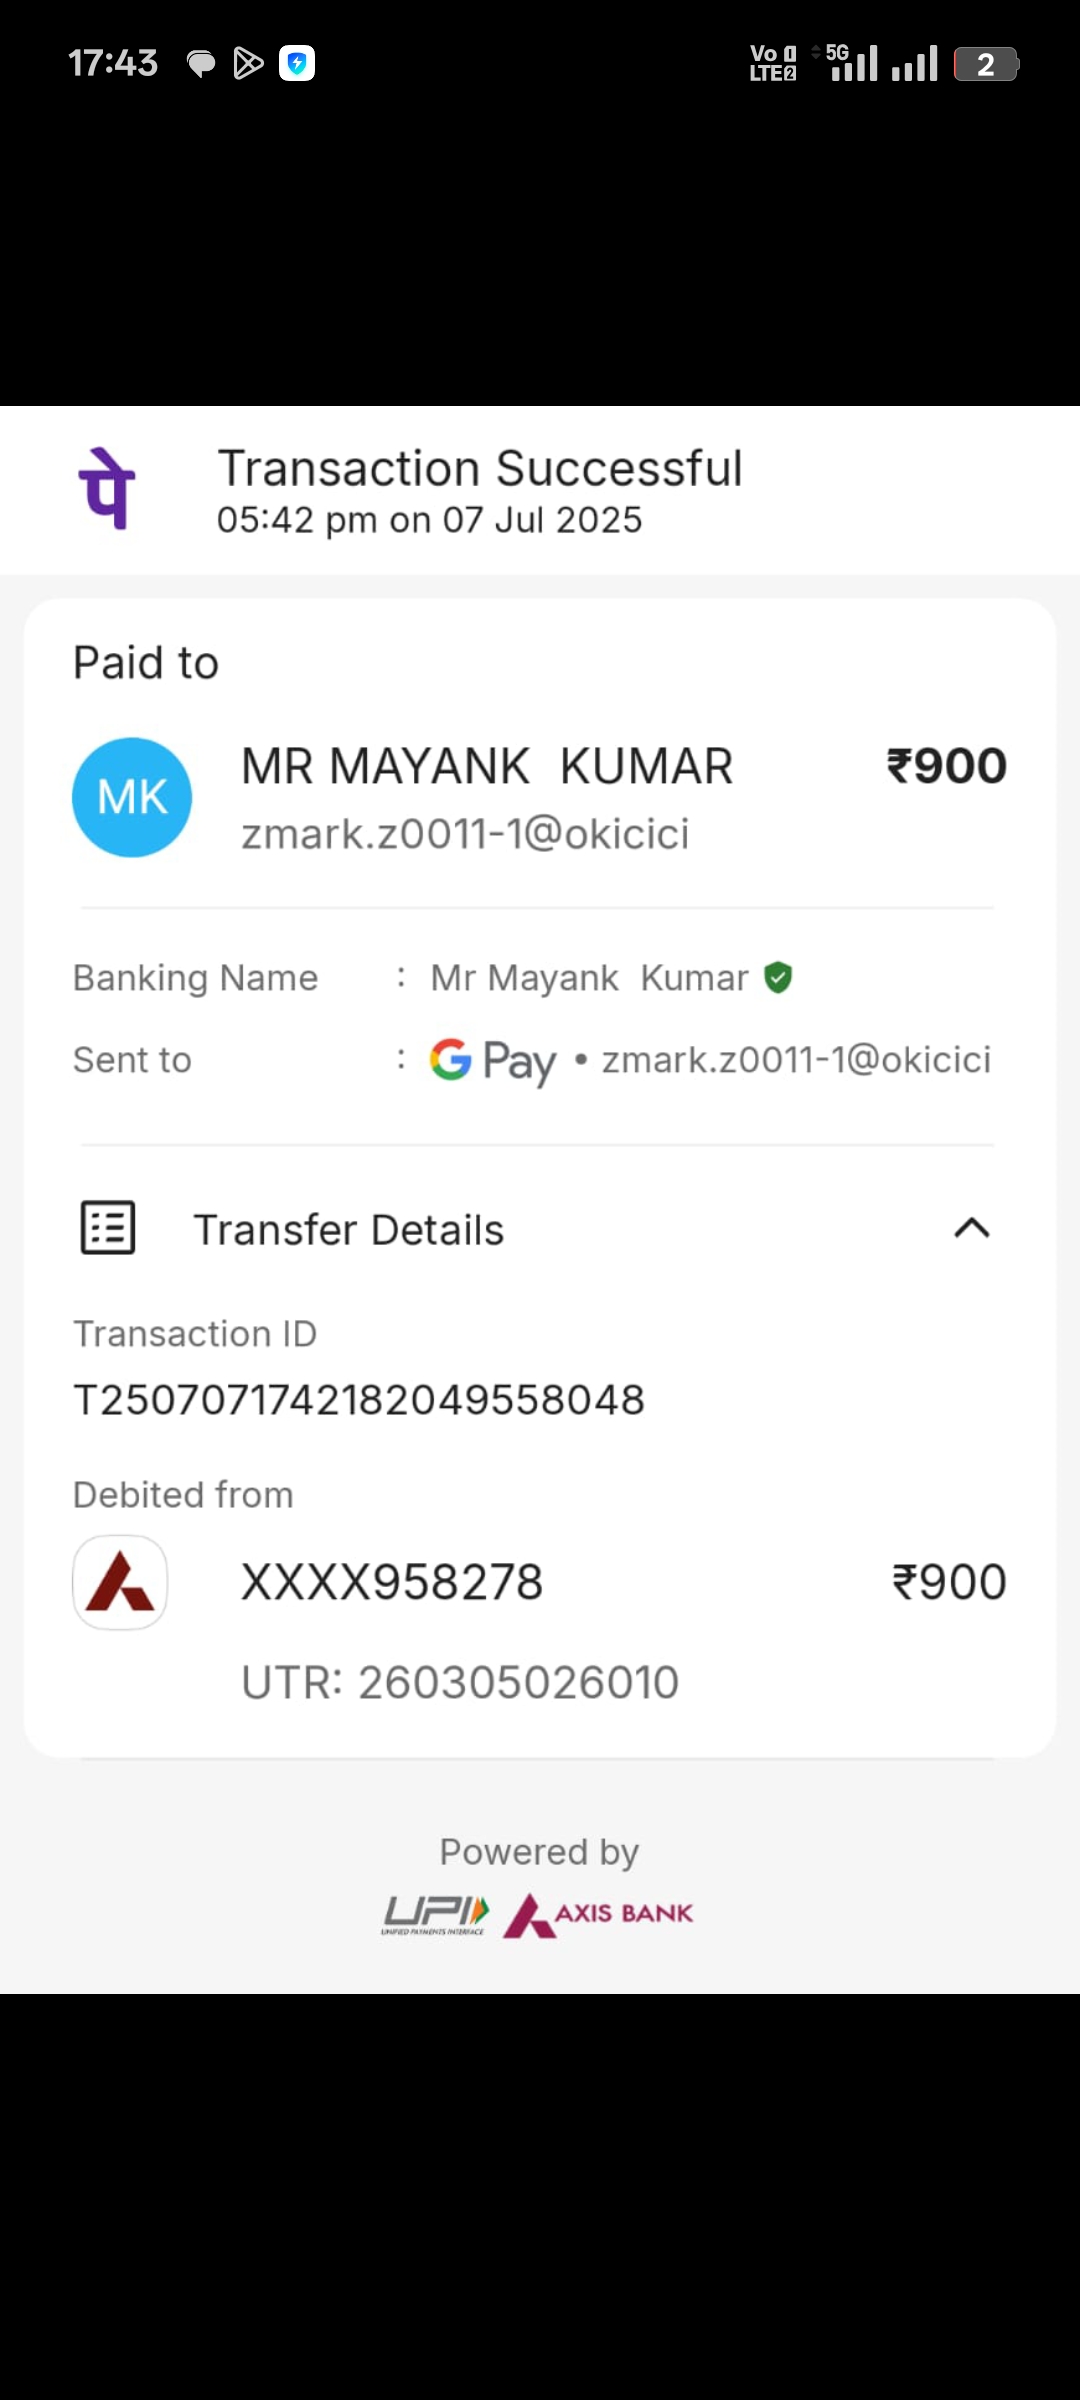 17:43
Vo 1
LTE 2
5G
2
पे
Transaction Successful
05:42 pm on 07 Jul 2025
Paid to
MK
MR MAYANK  KUMAR
₹900
zmark.z0011-1@okicici
Banking Name : Mr Mayank  Kumar
Sent to : G Pay • zmark.z0011-1@okicici
Transfer Details
Transaction ID
T2507071742182049558048
Debited from
XXXX958278 ₹900
UTR: 260305026010
Powered by
UPI AXIS BANK
UNIFIED PAYMENTS INTERFACE